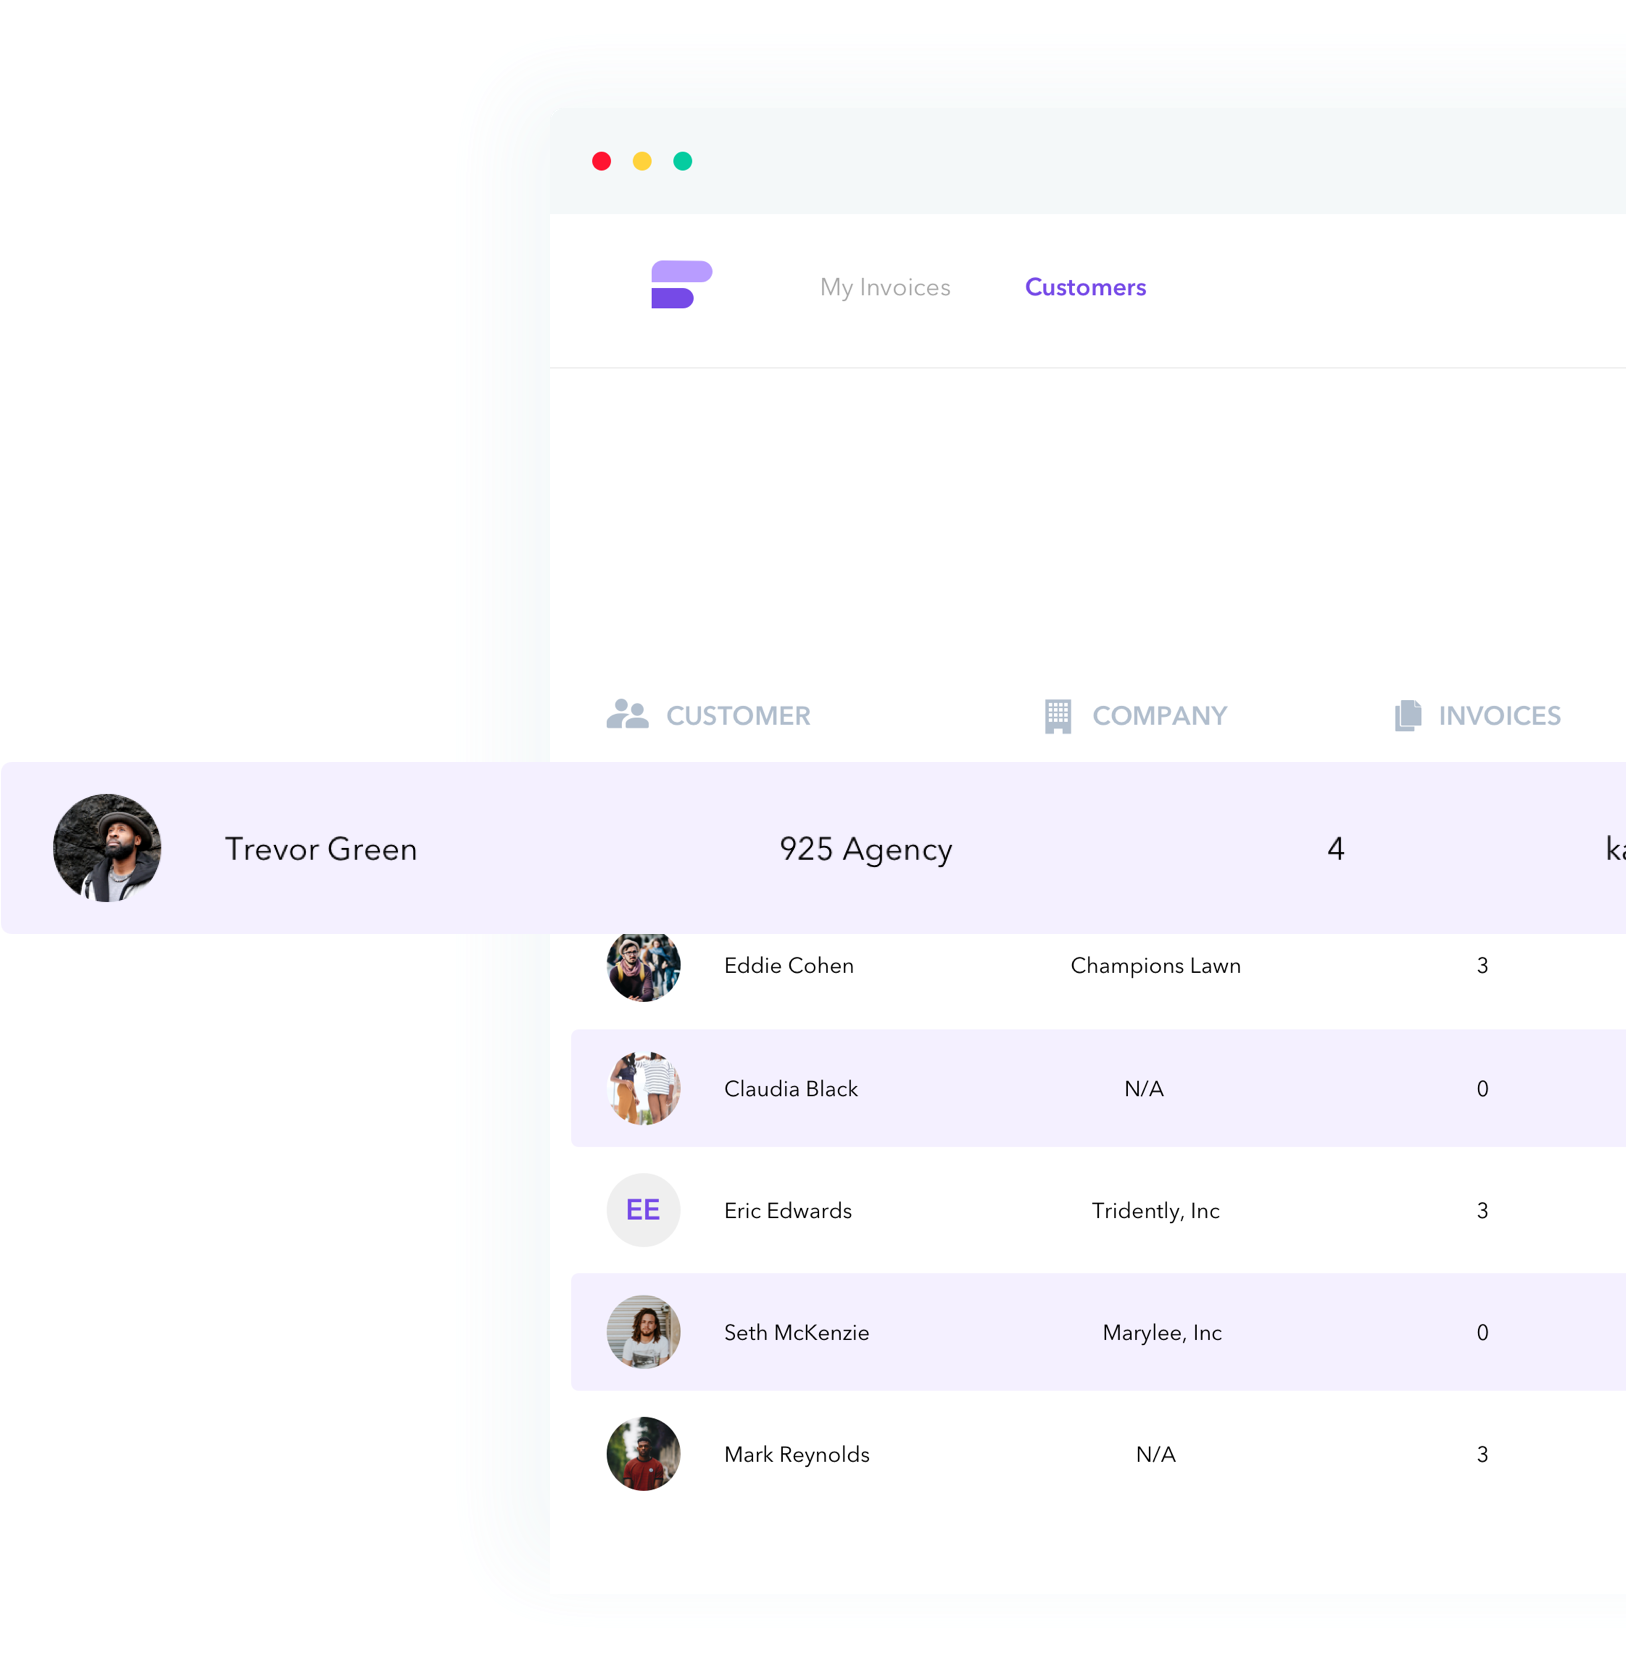 My Invoices Customers
CUSTOMER COMPANY INVOICES
Trevor Green 925 Agency 4
Eddie Cohen Champions Lawn 3
Claudia Black N/A 0
EE Eric Edwards Tridently, Inc 3
Seth McKenzie Marylee, Inc 0
Mark Reynolds N/A 3